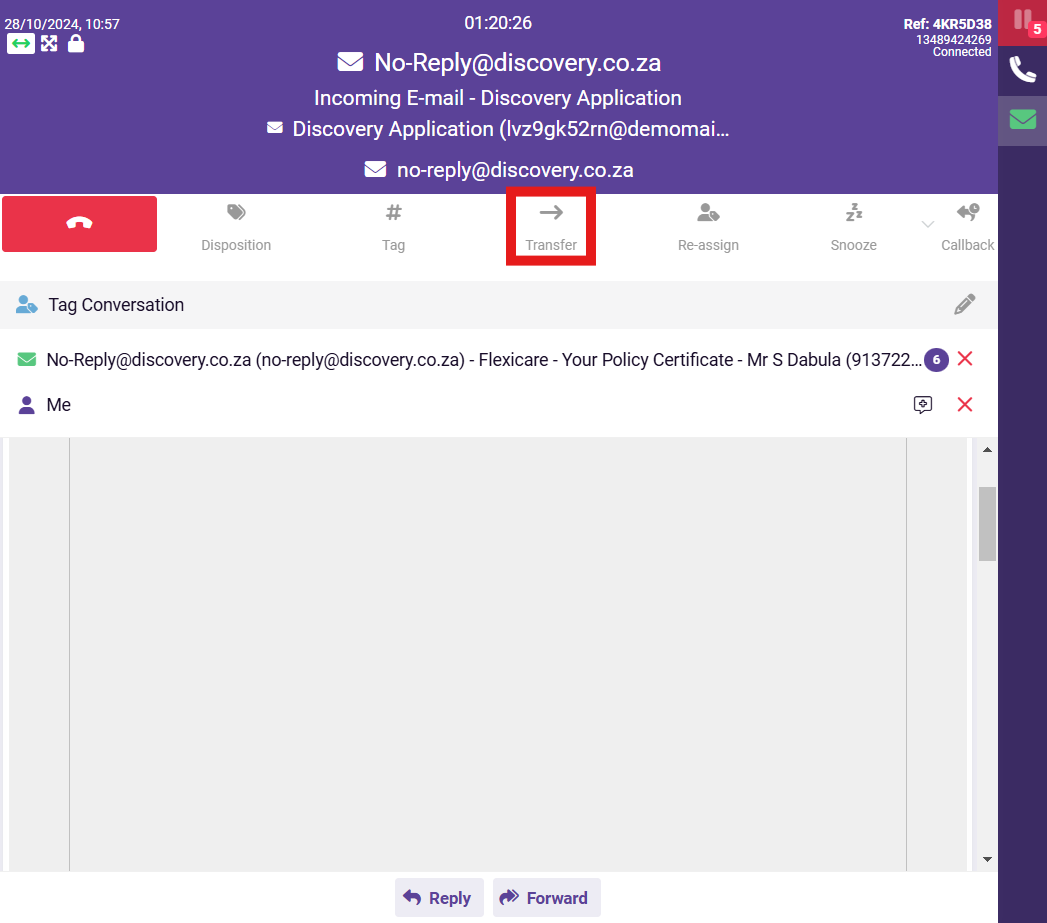 28/10/2024, 10:57
01:20:26
Ref: 4KR5D38
13489424269
Connected
5
No-Reply@discovery.co.za
Incoming E-mail - Discovery Application
Discovery Application (lvz9gk52rn@demomai...
no-reply@discovery.co.za
Disposition
Tag
Transfer
Re-assign
Snooze
Callback
Tag Conversation
No-Reply@discovery.co.za (no-reply@discovery.co.za) - Flexicare - Your Policy Certificate - Mr S Dabula (913722... 6
Me
Reply
Forward